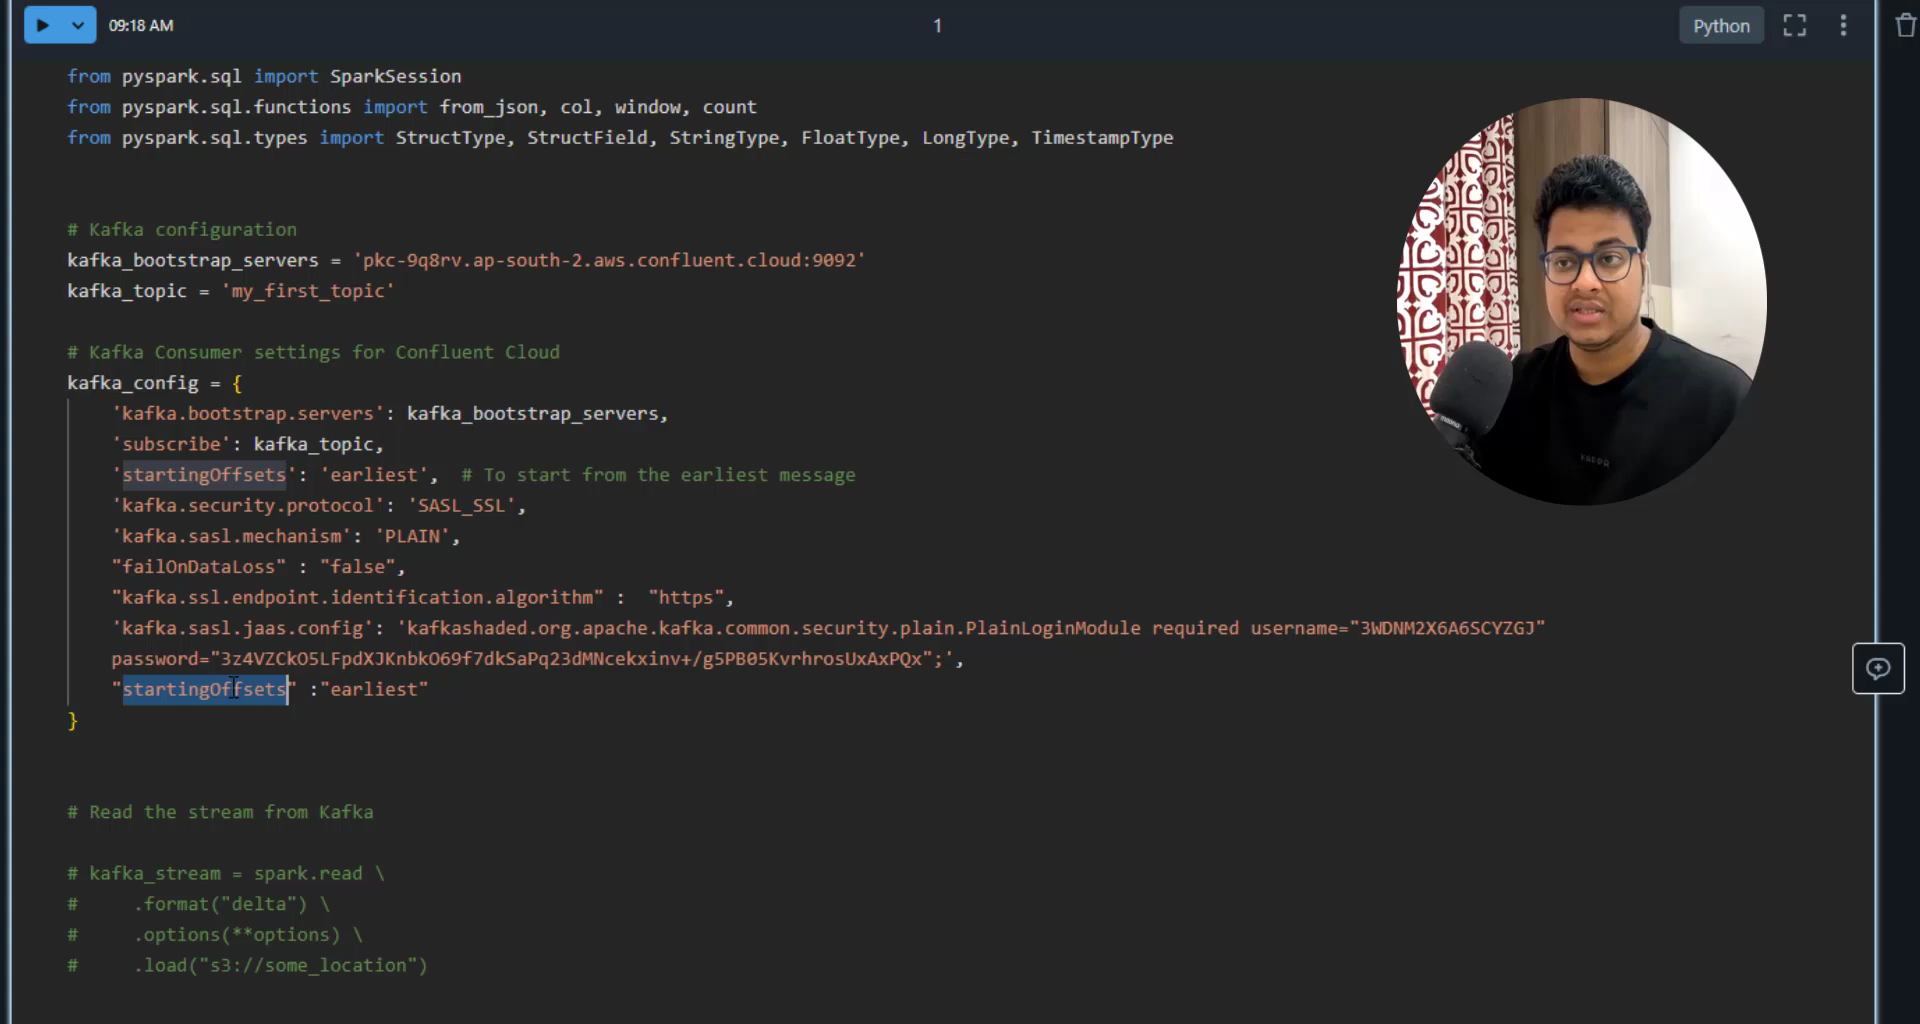 09:18 AM
1
Python
from pyspark.sql import SparkSession
from pyspark.sql.functions import from_json, col, window, count
from pyspark.sql.types import StructType, StructField, StringType, FloatType, LongType, TimestampType
# Kafka configuration
kafka_bootstrap_servers = 'pkc-9q8rv.ap-south-2.aws.confluent.cloud:9092'
kafka_topic = 'my_first_topic'
# Kafka Consumer settings for Confluent Cloud
kafka_config = {
'kafka.bootstrap.servers': kafka_bootstrap_servers,
'subscribe': kafka_topic,
'startingOffsets': 'earliest',  # To start from the earliest message
'kafka.security.protocol': 'SASL_SSL',
'kafka.sasl.mechanism': 'PLAIN',
"failOnDataLoss" : "false",
"kafka.ssl.endpoint.identification.algorithm" :  "https",
'kafka.sasl.jaas.config': 'kafkashaded.org.apache.kafka.common.security.plain.PlainLoginModule required username="3WDNM2X6A6SCYZGJ"
password="3z4VZCkO5LFpdXJKnbkO69f7dkSaPq23dMNcekxinv+/g5PB05KvrhrosUxAxPQx";',
"startingOffsets" :"earliest"
}
# Read the stream from Kafka
# kafka_stream = spark.read \
#     .format("delta") \
#     .options(**options) \
#     .load("s3://some_location")